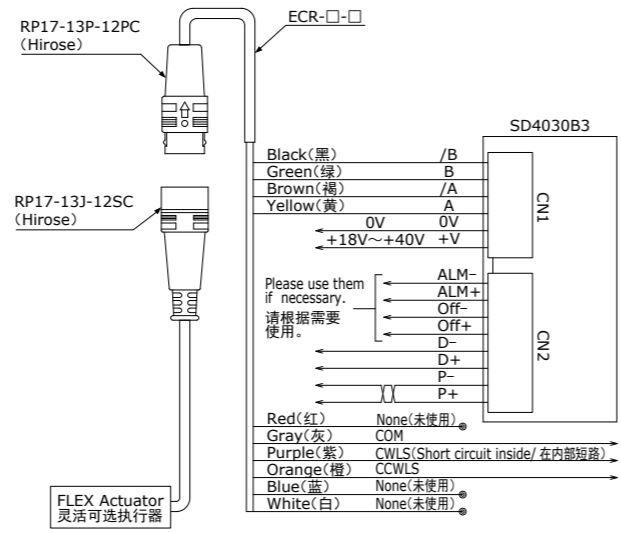 RP17-13P-12PC
(Hirose)
ECR-□-□
SD4030B3
RP17-13J-12SC
(Hirose)
Black(黑) /B
Green(绿) B
Brown(褐) /A
Yellow(黄) A
0V 0V
+18V～+40V +V
CN1
Please use them
if necessary.
请根据需要
使用。
ALM−
ALM+
Off−
Off+
D−
D+
P−
P+
CN2
Red(红) None(未使用)
Gray(灰) COM
Purple(紫) CWLS(Short circuit inside/ 在内部短路)
Orange(橙) CCWLS
Blue(蓝) None(未使用)
White(白) None(未使用)
FLEX Actuator
灵活可选执行器